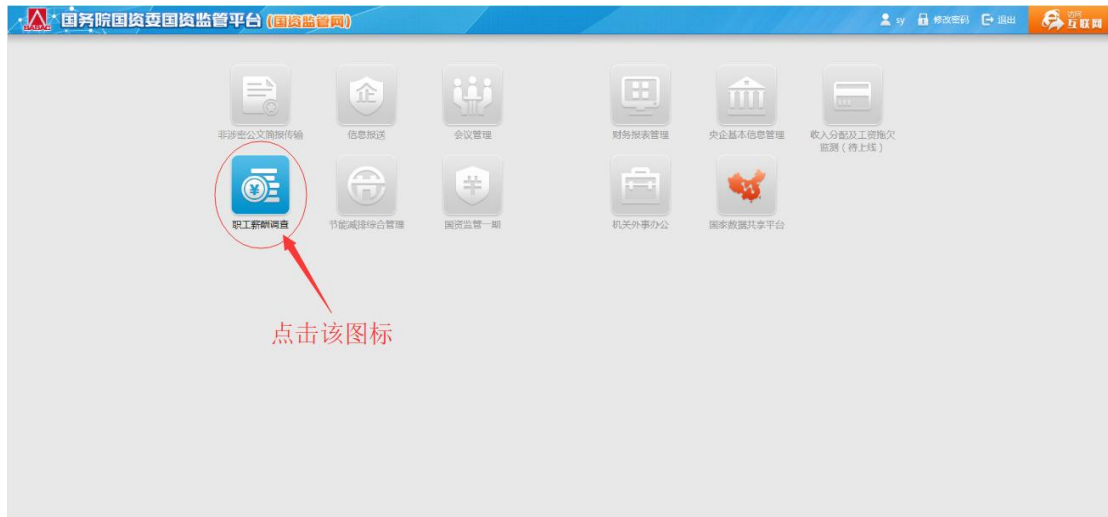 国务院国资委国资监管平台(国资监管网)
sy 修改密码 退出
访问
互联网
非涉密公文简报传输 信息报送 会议管理 财务报表管理 央企基本信息管理 收入分配及工资拖欠
监测(待上线)
职工薪酬调查 节能减排综合管理 国资监管一期 机关外事办公 国家数据共享平台
点击该图标